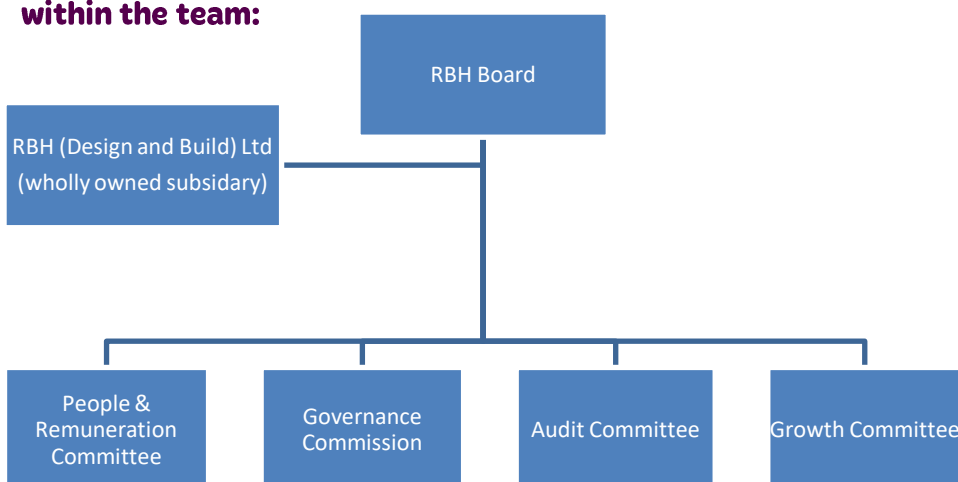 within the team:
RBH Board
RBH (Design and Build) Ltd
(wholly owned subsidary)
People &
Remuneration
Committee
Governance
Commission
Audit Committee
Growth Committee